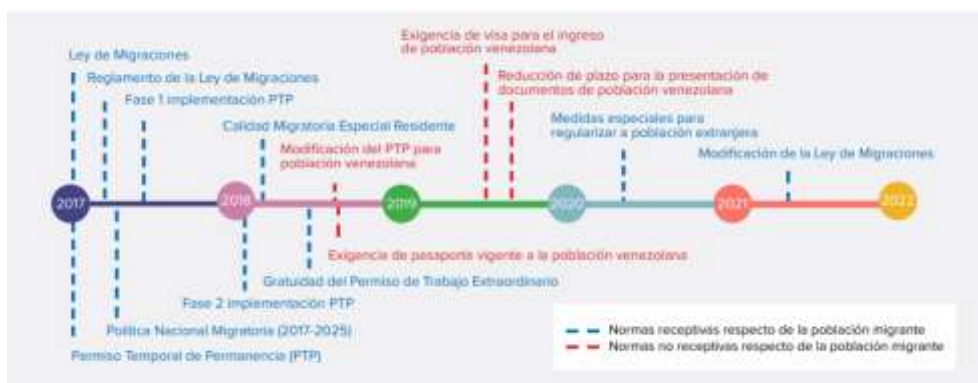 Exigencia de visa para el ingreso
de población venezolana
Ley de Migraciones
Reglamento de la Ley de Migraciones
Reducción de plazo para la presentación de
documentos de población venezolana
Fase 1 implementación PTP
Calidad Migratoria Especial Residente
Medidas especiales para
regularizar a población extranjera
Modificación del PTP para
población venezolana
Modificación de la Ley de Migraciones
2017
2018
2019
2020
2021
2022
Exigencia de pasaporte vigente a la población venezolana
Gratuidad del Permiso de Trabajo Extraordinario
Fase 2 implementación PTP
Política Nacional Migratoria (2017-2025)
Permiso Temporal de Permanencia (PTP)
Normas receptivas respecto de la población migrante
Normas no receptivas respecto de la población migrante